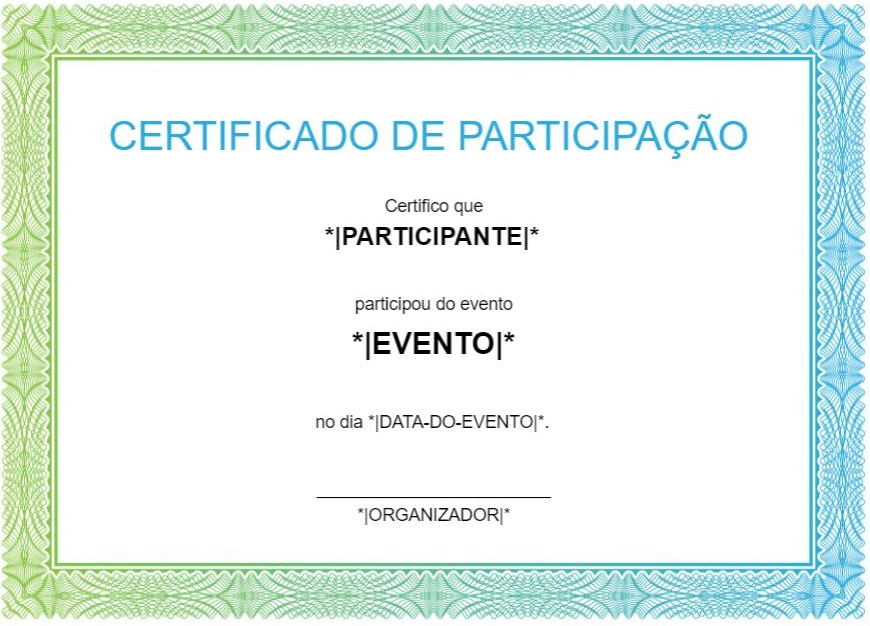 CERTIFICADO DE PARTICIPAÇÃO
Certifico que
*|PARTICIPANTE|*
participou do evento
*|EVENTO|*
no dia *|DATA-DO-EVENTO|*.
*|ORGANIZADOR|*